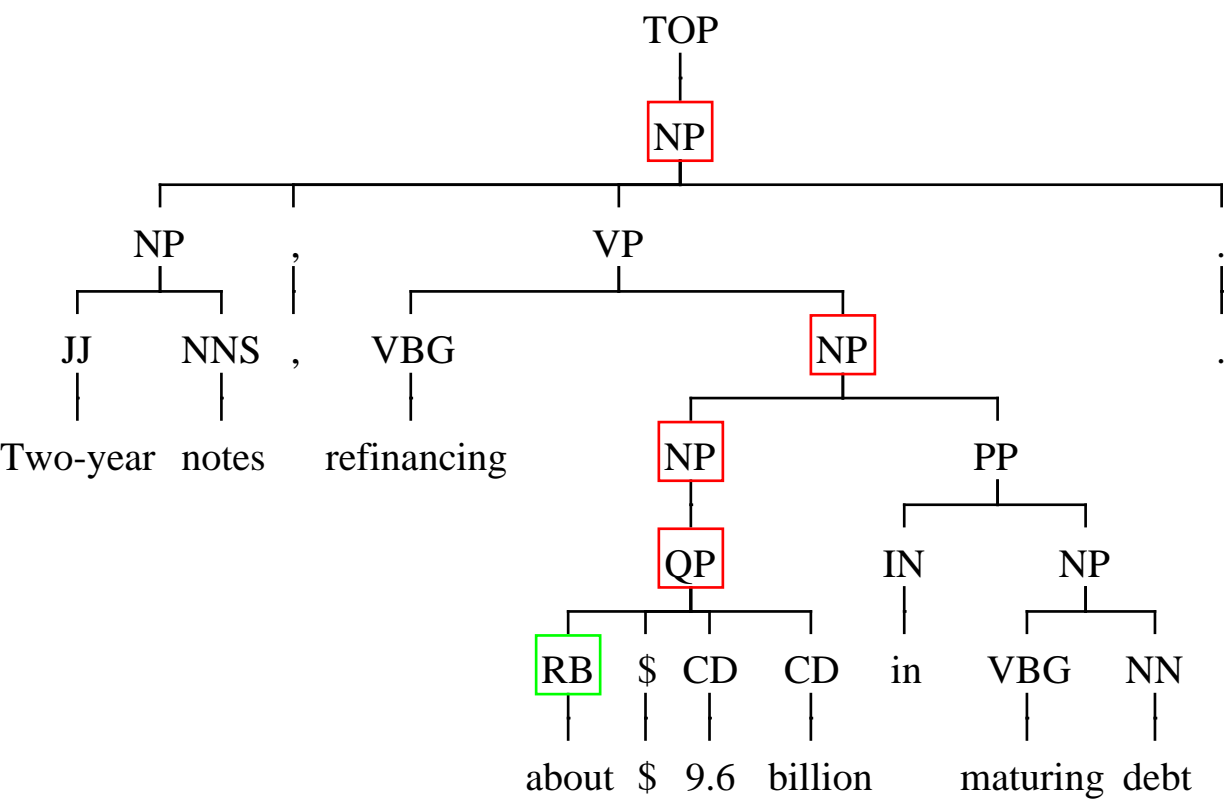 TOP
NP
NP , VP .
JJ NNS , VBG NP .
Two-year notes refinancing NP PP
QP IN NP
RB $ CD CD in VBG NN
about $ 9.6 billion maturing debt